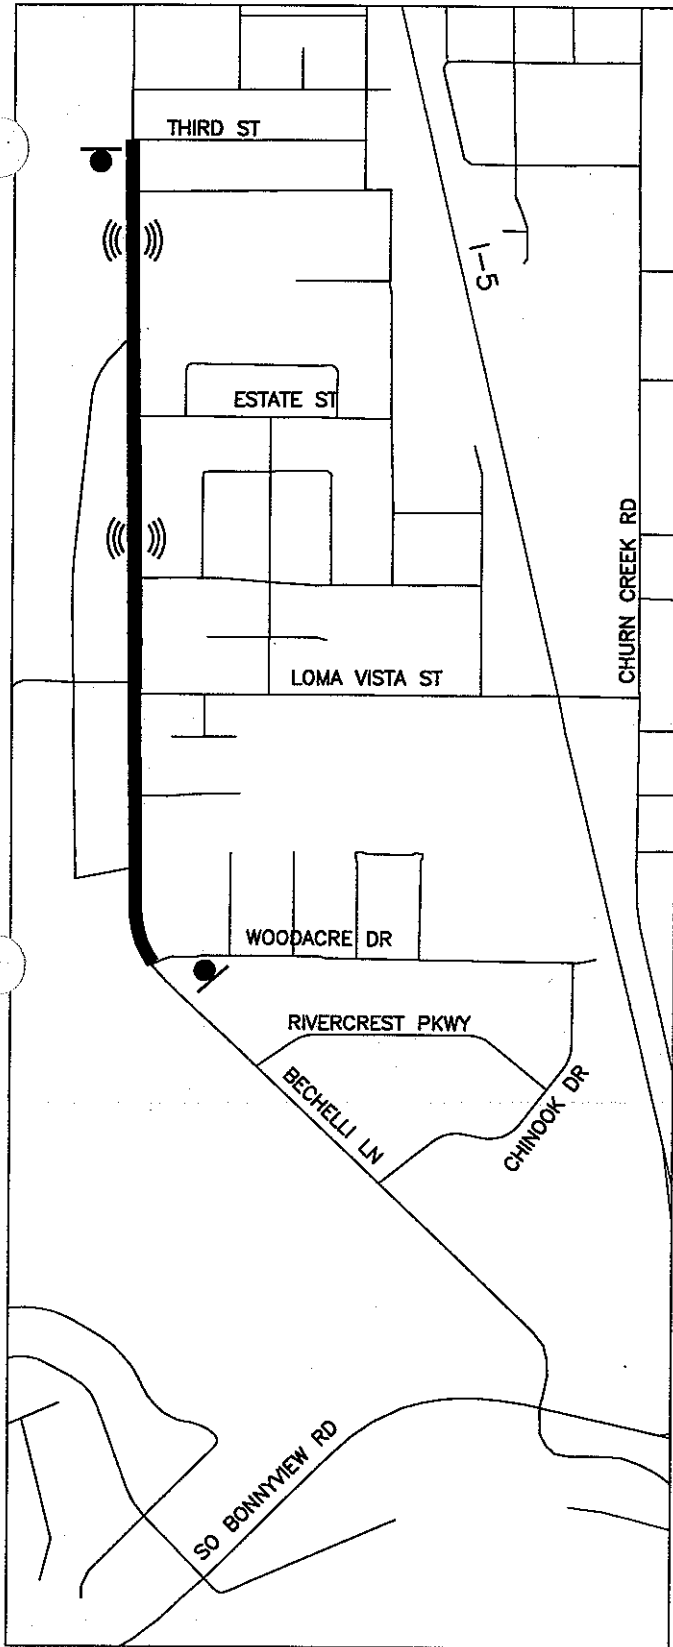 THIRD ST
I-5
ESTATE ST
CHURN CREEK RD
LOMA VISTA ST
WOODACRE DR
RIVERCREST PKWY
BECHELLI LN
CHINOOK DR
SO BONNYVIEW RD